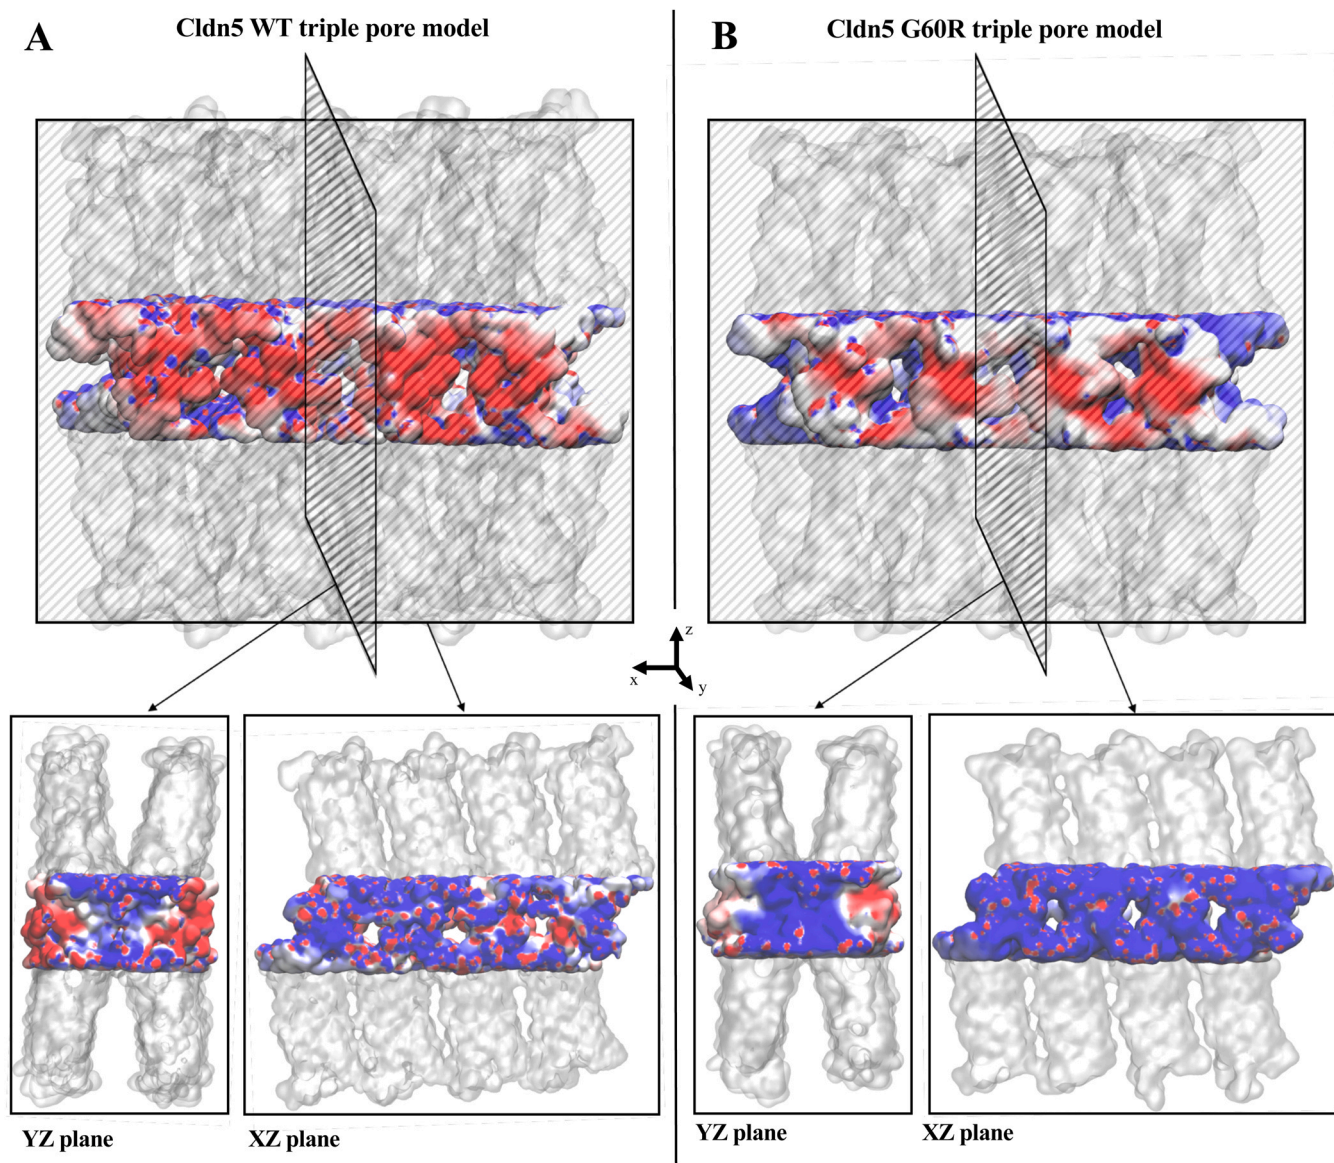 A
Cldn5 WT triple pore model
B
Cldn5 G60R triple pore model
z
x
y
YZ plane
XZ plane
YZ plane
XZ plane